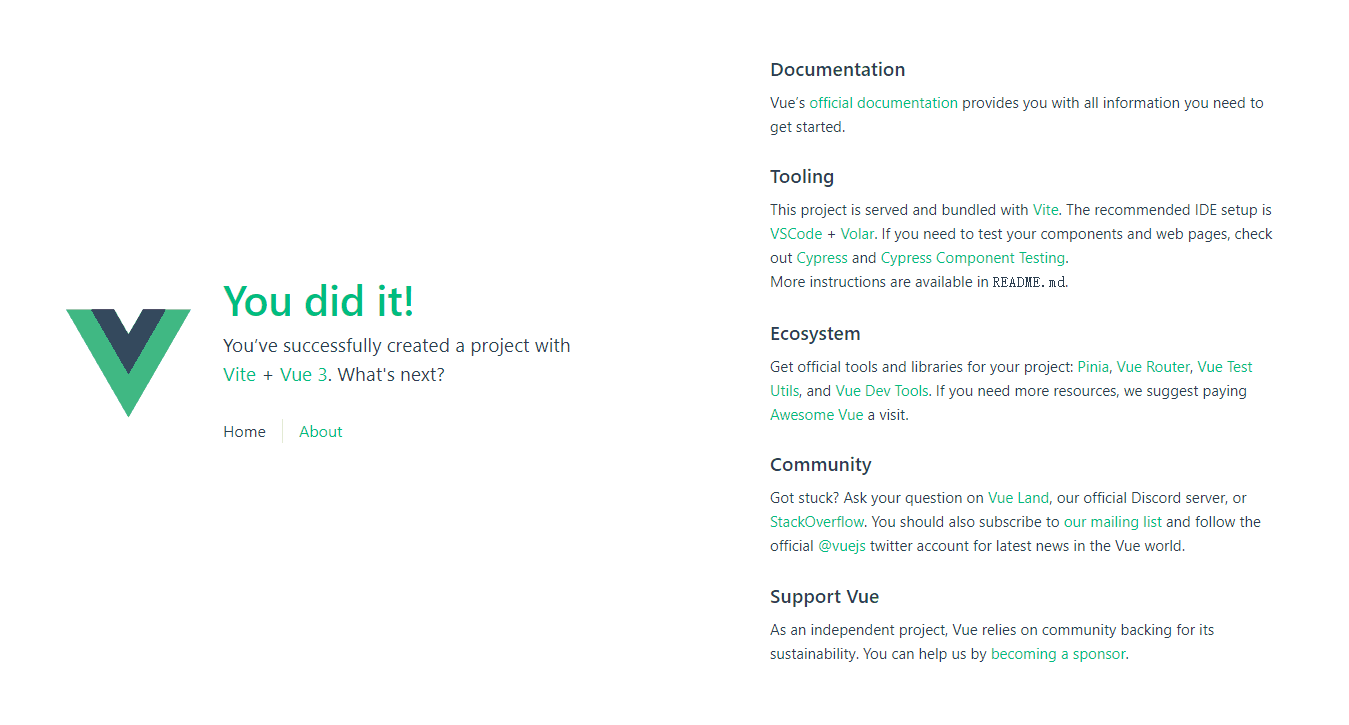 You did it!
You’ve successfully created a project with
Vite + Vue 3. What's next?
Home
About
Documentation
Vue’s official documentation provides you with all information you need to
get started.
Tooling
This project is served and bundled with Vite. The recommended IDE setup is
VSCode + Volar. If you need to test your components and web pages, check
out Cypress and Cypress Component Testing.
More instructions are available in README.md.
Ecosystem
Get official tools and libraries for your project: Pinia, Vue Router, Vue Test
Utils, and Vue Dev Tools. If you need more resources, we suggest paying
Awesome Vue a visit.
Community
Got stuck? Ask your question on Vue Land, our official Discord server, or
StackOverflow. You should also subscribe to our mailing list and follow the
official @vuejs twitter account for latest news in the Vue world.
Support Vue
As an independent project, Vue relies on community backing for its
sustainability. You can help us by becoming a sponsor.